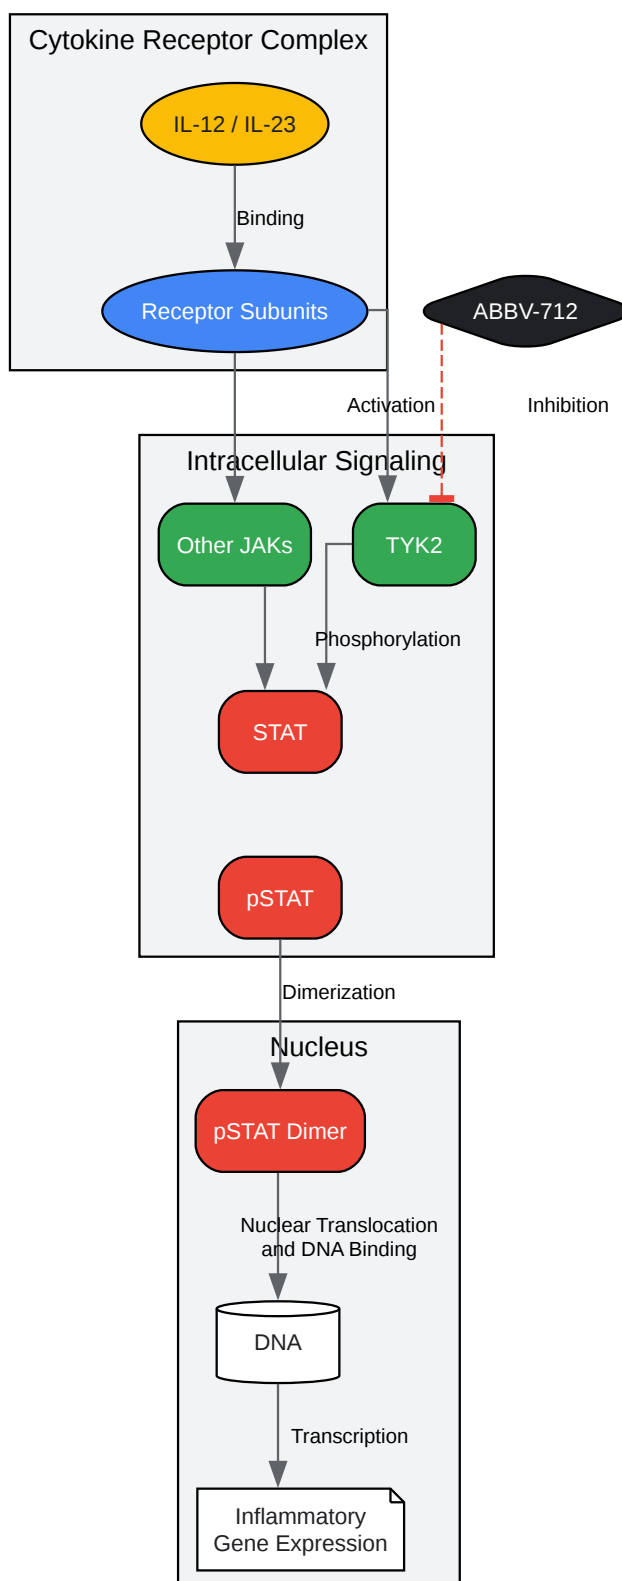 Cytokine Receptor Complex
IL-12 / IL-23
Binding
Receptor Subunits
ABBV-712
Activation
Inhibition
Intracellular Signaling
Other JAKs
TYK2
Phosphorylation
STAT
pSTAT
Dimerization
Nucleus
pSTAT Dimer
Nuclear Translocation
and DNA Binding
DNA
Transcription
Inflammatory
Gene Expression